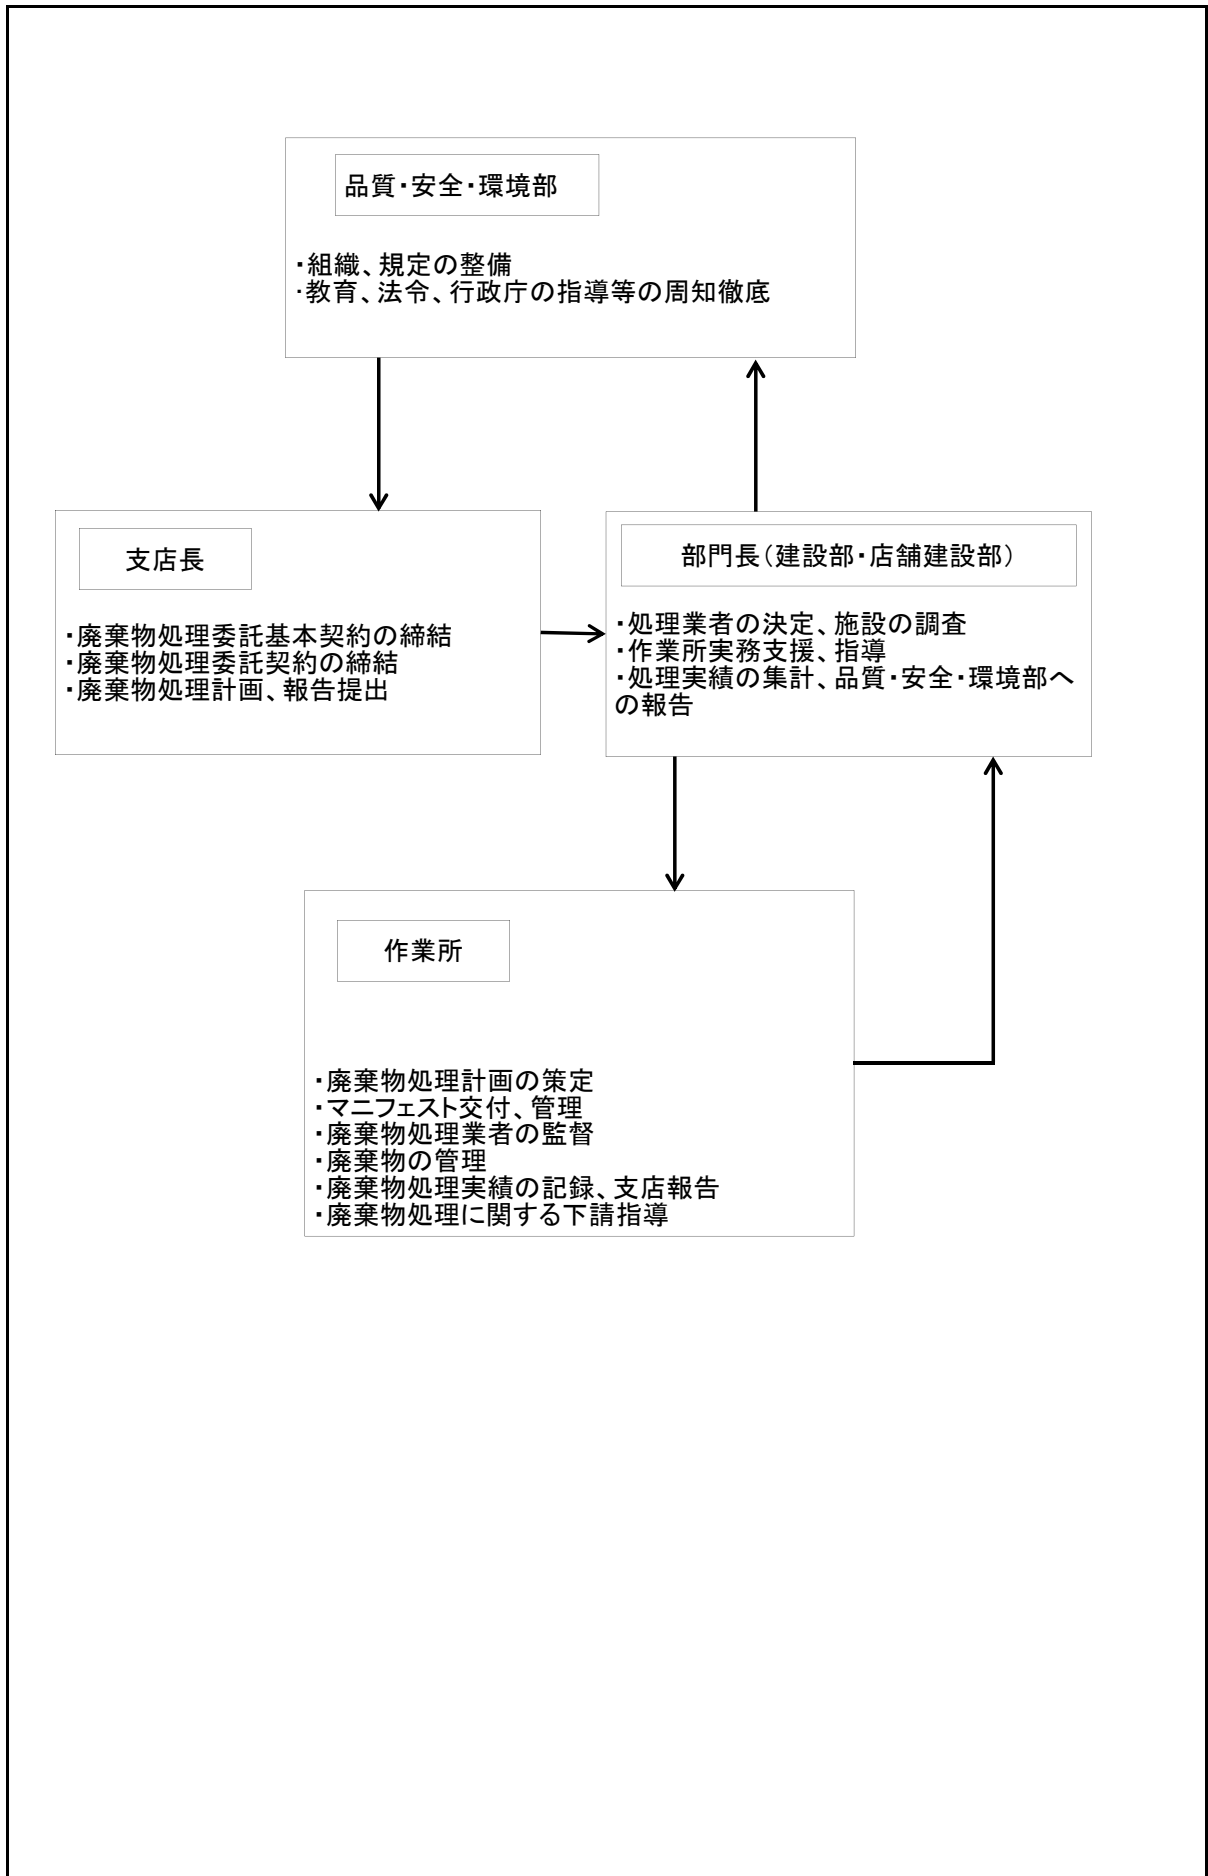 品質・安全・環境部
・組織、規定の整備
・教育、法令、行政庁の指導等の周知徹底
支店長
・廃棄物処理委託基本契約の締結
・廃棄物処理委託契約の締結
・廃棄物処理計画、報告提出
部門長（建設部・店舗建設部）
・処理業者の決定、施設の調査
・作業所実務支援、指導
・処理実績の集計、品質・安全・環境部へ
の報告
作業所
・廃棄物処理計画の策定
・マニフェスト交付、管理
・廃棄物処理業者の監督
・廃棄物の管理
・廃棄物処理実績の記録、支店報告
・廃棄物処理に関する下請指導